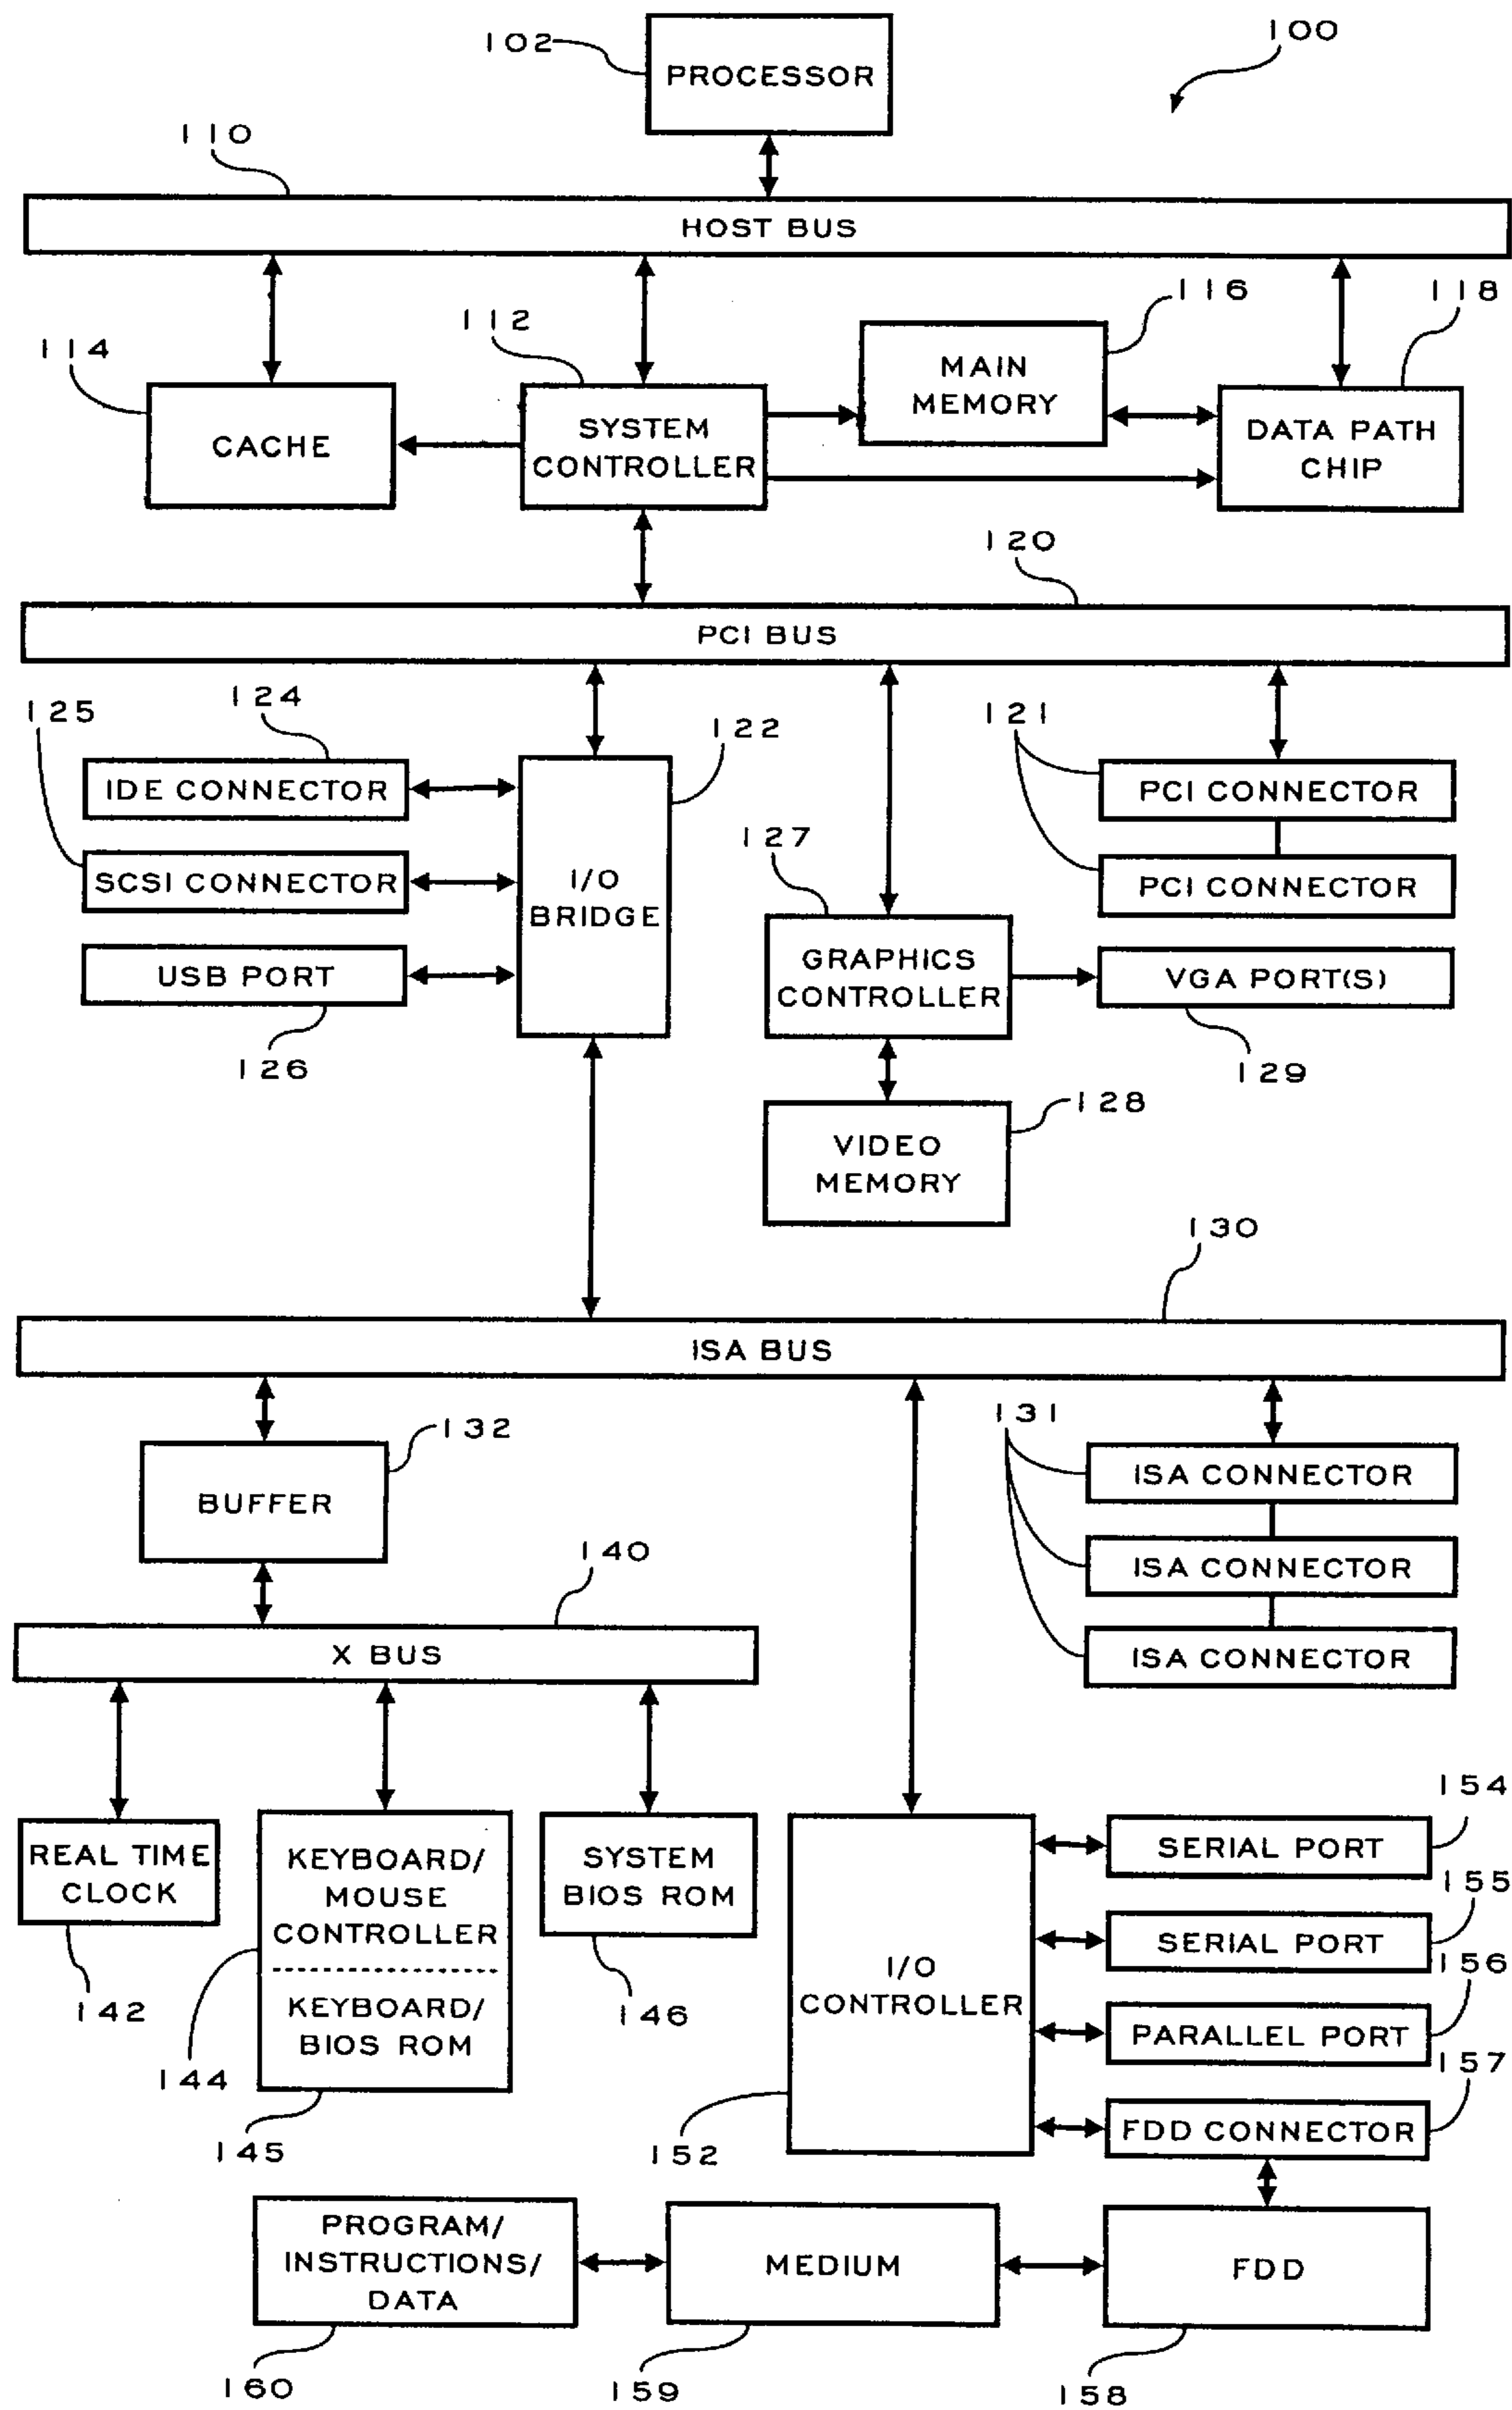 102
PROCESSOR
100
110
HOST BUS
114
112
116
118
CACHE
SYSTEM
CONTROLLER
MAIN
MEMORY
DATA PATH
CHIP
120
PCI BUS
125
124
122
121
IDE CONNECTOR
SCSI CONNECTOR
USB PORT
126
I/O
BRIDGE
127
GRAPHICS
CONTROLLER
PCI CONNECTOR
PCI CONNECTOR
VGA PORT(S)
129
128
VIDEO
MEMORY
130
ISA BUS
132
BUFFER
131
ISA CONNECTOR
ISA CONNECTOR
ISA CONNECTOR
140
X BUS
REAL TIME
CLOCK
142
KEYBOARD/
MOUSE
CONTROLLER
KEYBOARD/
BIOS ROM
144
145
SYSTEM
BIOS ROM
146
I/O
CONTROLLER
152
154
SERIAL PORT
155
SERIAL PORT
156
PARALLEL PORT
157
FDD CONNECTOR
PROGRAM/
INSTRUCTIONS/
DATA
MEDIUM
FDD
160
159
158